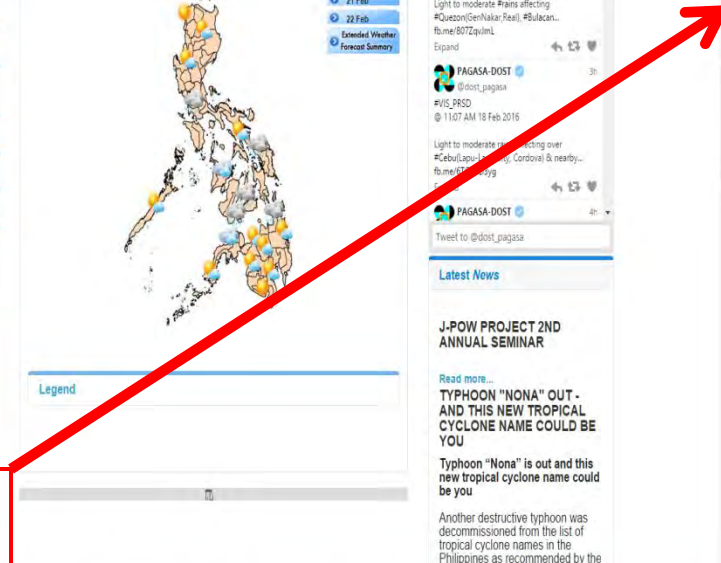 21 Feb
22 Feb
Extended Weather
Forecast Summary
Legend
Light to moderate #rains affecting
#Quezon(GenNakar,Real), #Bulacan...
fb.me/807ZqvJmL
Expand
PAGASA-DOST 3h
@dost_pagasa
#VIS_PRSD
@ 11:07 AM 18 Feb 2016
Light to moderate over
#Cebu(Lapu- Cordova) & nearby...
PAGASA-DOST 4h
Tweet to @dost_pagasa
Latest News
J-POW PROJECT 2ND
ANNUAL SEMINAR
Read more...
TYPHOON "NONA" OUT -
AND THIS NEW TROPICAL
CYCLONE NAME COULD BE
YOU
Typhoon “Nona” is out and this
new tropical cyclone name could
be you
Another destructive typhoon was
decommissioned from the list of
tropical cyclone names in the
Philippines as recommended by the